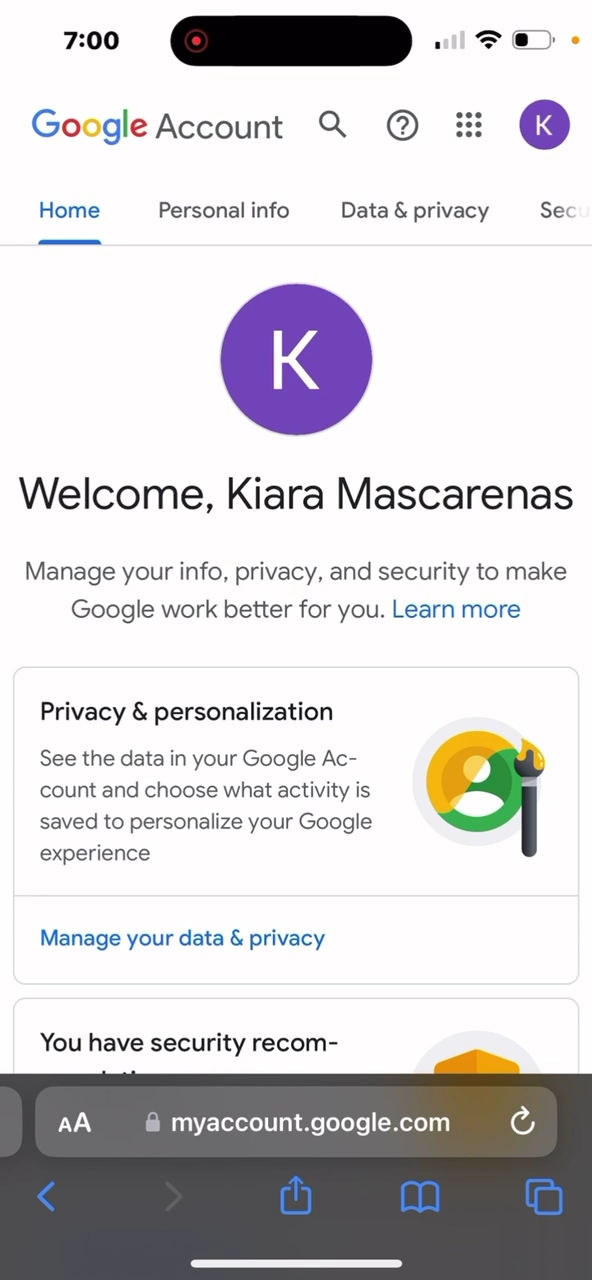 7:00
Google Account
K
Home Personal info Data & privacy Secu
K
Welcome, Kiara Mascarenas
Manage your info, privacy, and security to make
Google work better for you. Learn more
Privacy & personalization
See the data in your Google Ac-
count and choose what activity is
saved to personalize your Google
experience
Manage your data & privacy
You have security recom-
AA myaccount.google.com